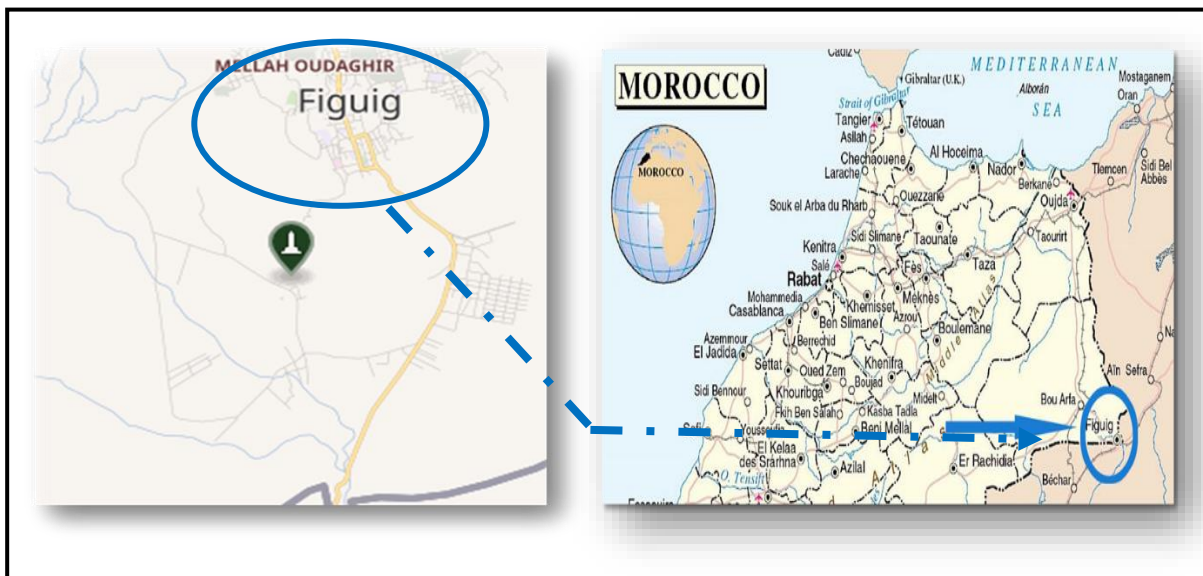 MELLAH OUDAGHIR
Figuig
MOROCCO
MOROCCO
Gibraltar (U.K.)
Strait of Gibraltar
MEDITERRANEAN
SEA
Alborán
Mostaganem
Oran
Tangier
Tétouan
Asilah
Al Hoceima
Nador
Chechaouene
Larache
Berkane
Tlemcen
Sidi Bel
Abbès
Ouezzane
Oujda
Souk el Arba du Rharb
Taounate
Taourirt
Sidi Slimane
Kenitra
Salé
Fès
Taza
Rabat
Meknès
Khemisset
Mohammedia
Casablanca
Azrou
Ben Slimane
Boulemane
Middle Atlas
Azemmour
El Jadida
Berrechid
Settat
Khenifra
Oued Zem
Boujad
Aïn Sefra
Khouribga
Midelt
Sidi Bennour
Fkih Ben Salah
Kasba Tadla
Bou Arfa
Youssoufia
Beni Mellal
Figuig
El Kelaa
des Srarhna
Azilal
Er Rachidia
Béchar
O. Tensift